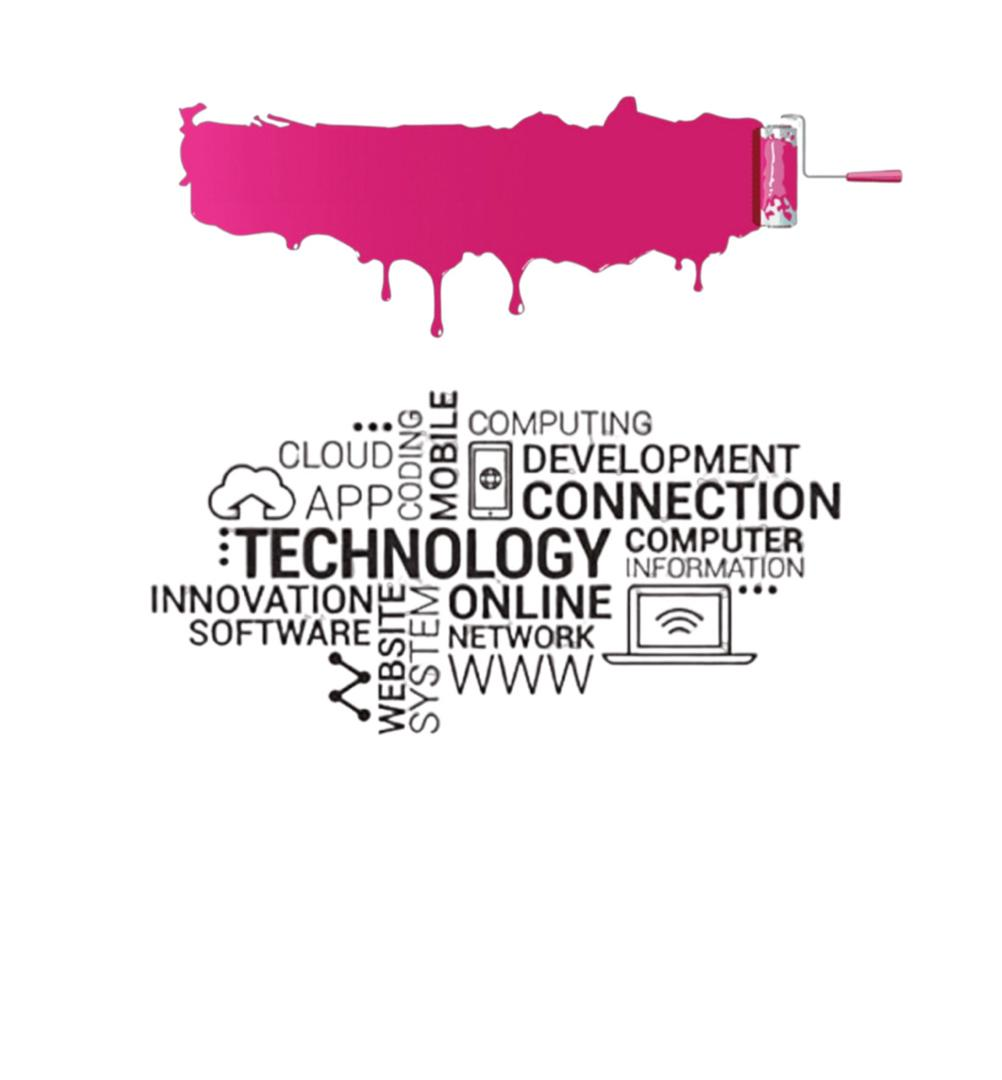 MOBILE
CODING
COMPUTING
CLOUD
DEVELOPMENT
APP
CONNECTION
TECHNOLOGY
COMPUTER
INFORMATION
INNOVATION
ONLINE
SOFTWARE
NETWORK
WEBSITE
SYSTEM
WWW